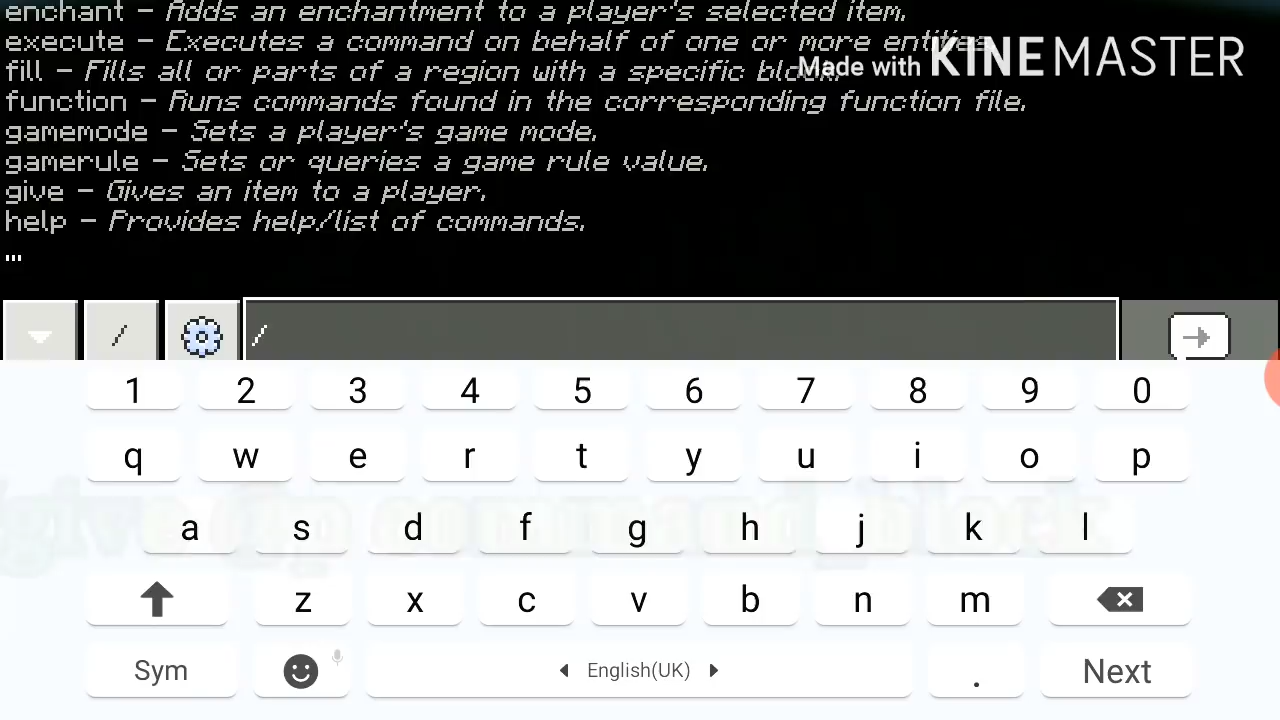 enchant - Adds an enchantment to a player's selected item.
execute - Executes a command on behalf of one or more entities.
Made with KINEMASTER
fill - Fills all or parts of a region with a specific block.
function - Runs commands found in the corresponding function file.
gamemode - Sets a player's game mode.
gamerule - Sets or queries a game rule value.
give - Gives an item to a player.
help - Provides help/list of commands.
...
/ /
1 2 3 4 5 6 7 8 9 0
q w e r t y u i o p
/give @p command_block
a s d f g h j k l
z x c v b n m
Sym English(UK) . Next